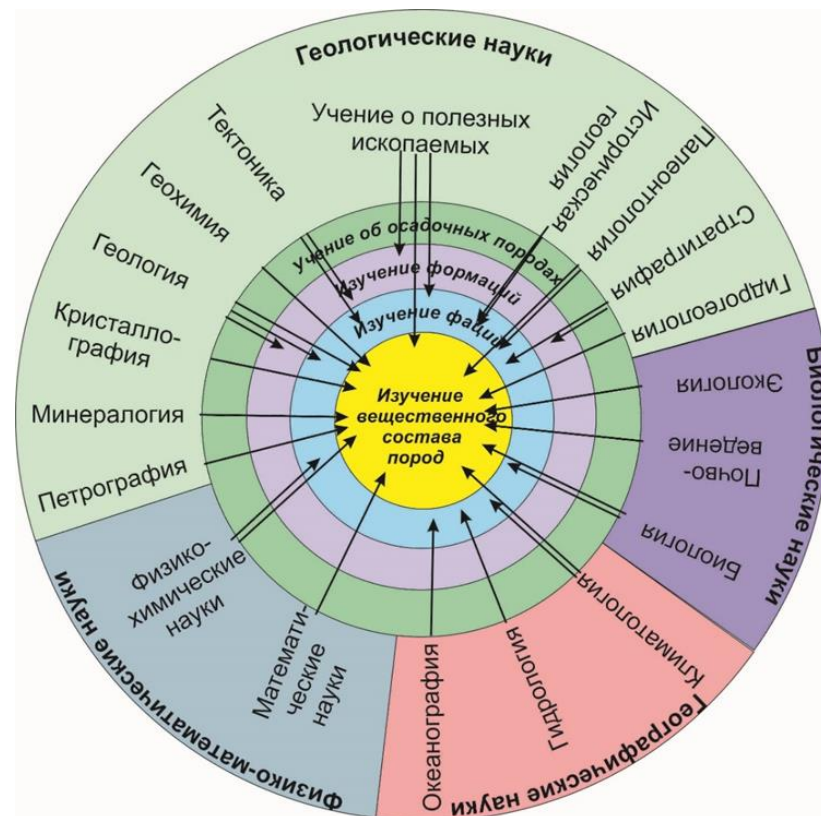 Геологические науки
Учение о полезных
ископаемых
Тектоника
Геохимия
Геология
Кристалло-
графия
Минералогия
Петрография
Историческая
геология
Палеонтология
Стратиграфия
Гидрогеология
Учение об осадочных породах
Изучение формаций
Изучение фаций
Изучение
вещественного
состава
пород
Биологические науки
Экология
Почво-
ведение
Биология
Географические науки
Климатология
Гидрология
Океанография
Физико-математические науки
Физико-
химические
науки
Математи-
ческие
науки